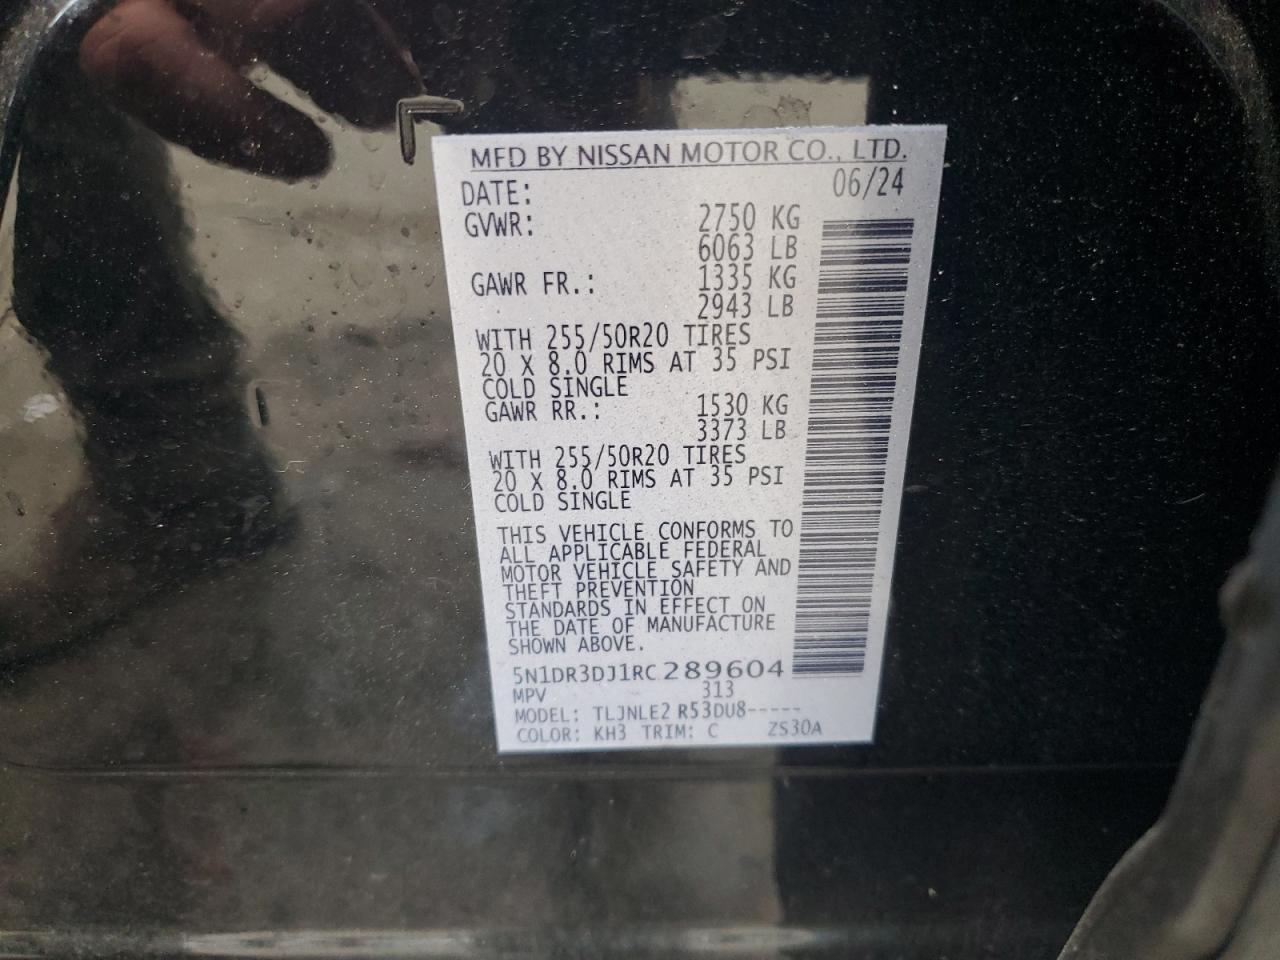 MFD BY NISSAN MOTOR CO., LTD.
DATE: 06/24
GVWR: 2750 KG
6063 LB
GAWR FR.: 1335 KG
2943 LB
WITH 255/50R20 TIRES
20 X 8.0 RIMS AT 35 PSI
COLD SINGLE
GAWR RR.: 1530 KG
3373 LB
WITH 255/50R20 TIRES
20 X 8.0 RIMS AT 35 PSI
COLD SINGLE
THIS VEHICLE CONFORMS TO
ALL APPLICABLE FEDERAL
MOTOR VEHICLE SAFETY AND
THEFT PREVENTION
STANDARDS IN EFFECT ON
THE DATE OF MANUFACTURE
SHOWN ABOVE.
5N1DR3DJ1RC289604
MPV 313
MODEL: TLJNLE2 R53DU8-----
COLOR: KH3 TRIM: C ZS30A